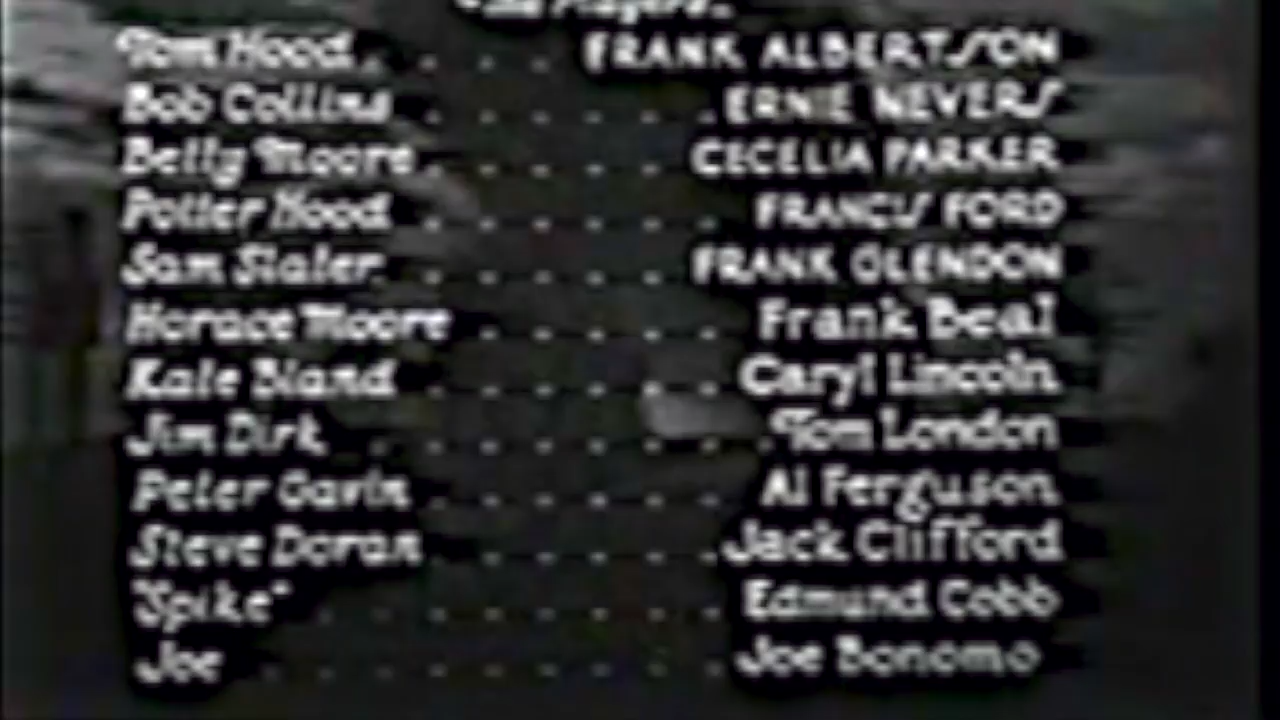 The Players
Tom Hood . . . . FRANK ALBERTSON
Bob Collins . . . . . . ERNIE NEVERS
Betty Moore . . . . . CECELIA PARKER
Potter Hood . . . . . . FRANCIS FORD
Sam Slater . . . . . FRANK GLENDON
Horace Moore . . . . . Frank Beal
Kate Bland . . . . . . Caryl Lincoln
Jim Dirk . . . . . . . . Tom London
Peter Gavin . . . . . . Al Ferguson
Steve Doran . . . . . Jack Clifford
"Spike" . . . . . . . . Edmund Cobb
Joe . . . . . . . . . Joe Bonomo